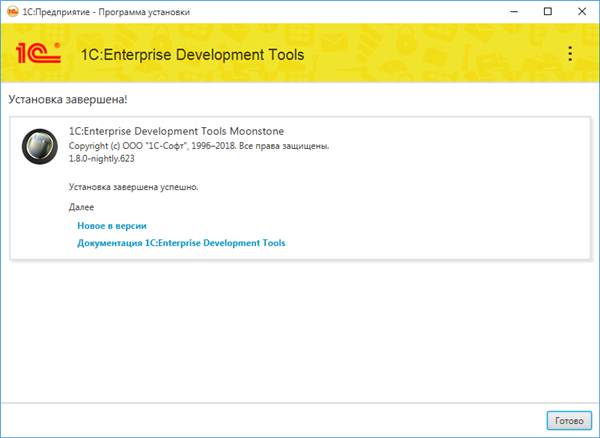 1С:Предприятие - Программа установки
1С® 1C:Enterprise Development Tools
Установка завершена!
1C:Enterprise Development Tools Moonstone
Copyright (c) ООО "1С-Софт", 1996–2018. Все права защищены.
1.8.0-nightly.623
Установка завершена успешно.
Далее
Новое в версии
Документация 1C:Enterprise Development Tools
Готово